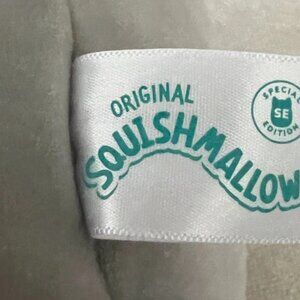 ORIGINAL
SQUISHMALLOW
SPECIAL
SE
EDITION